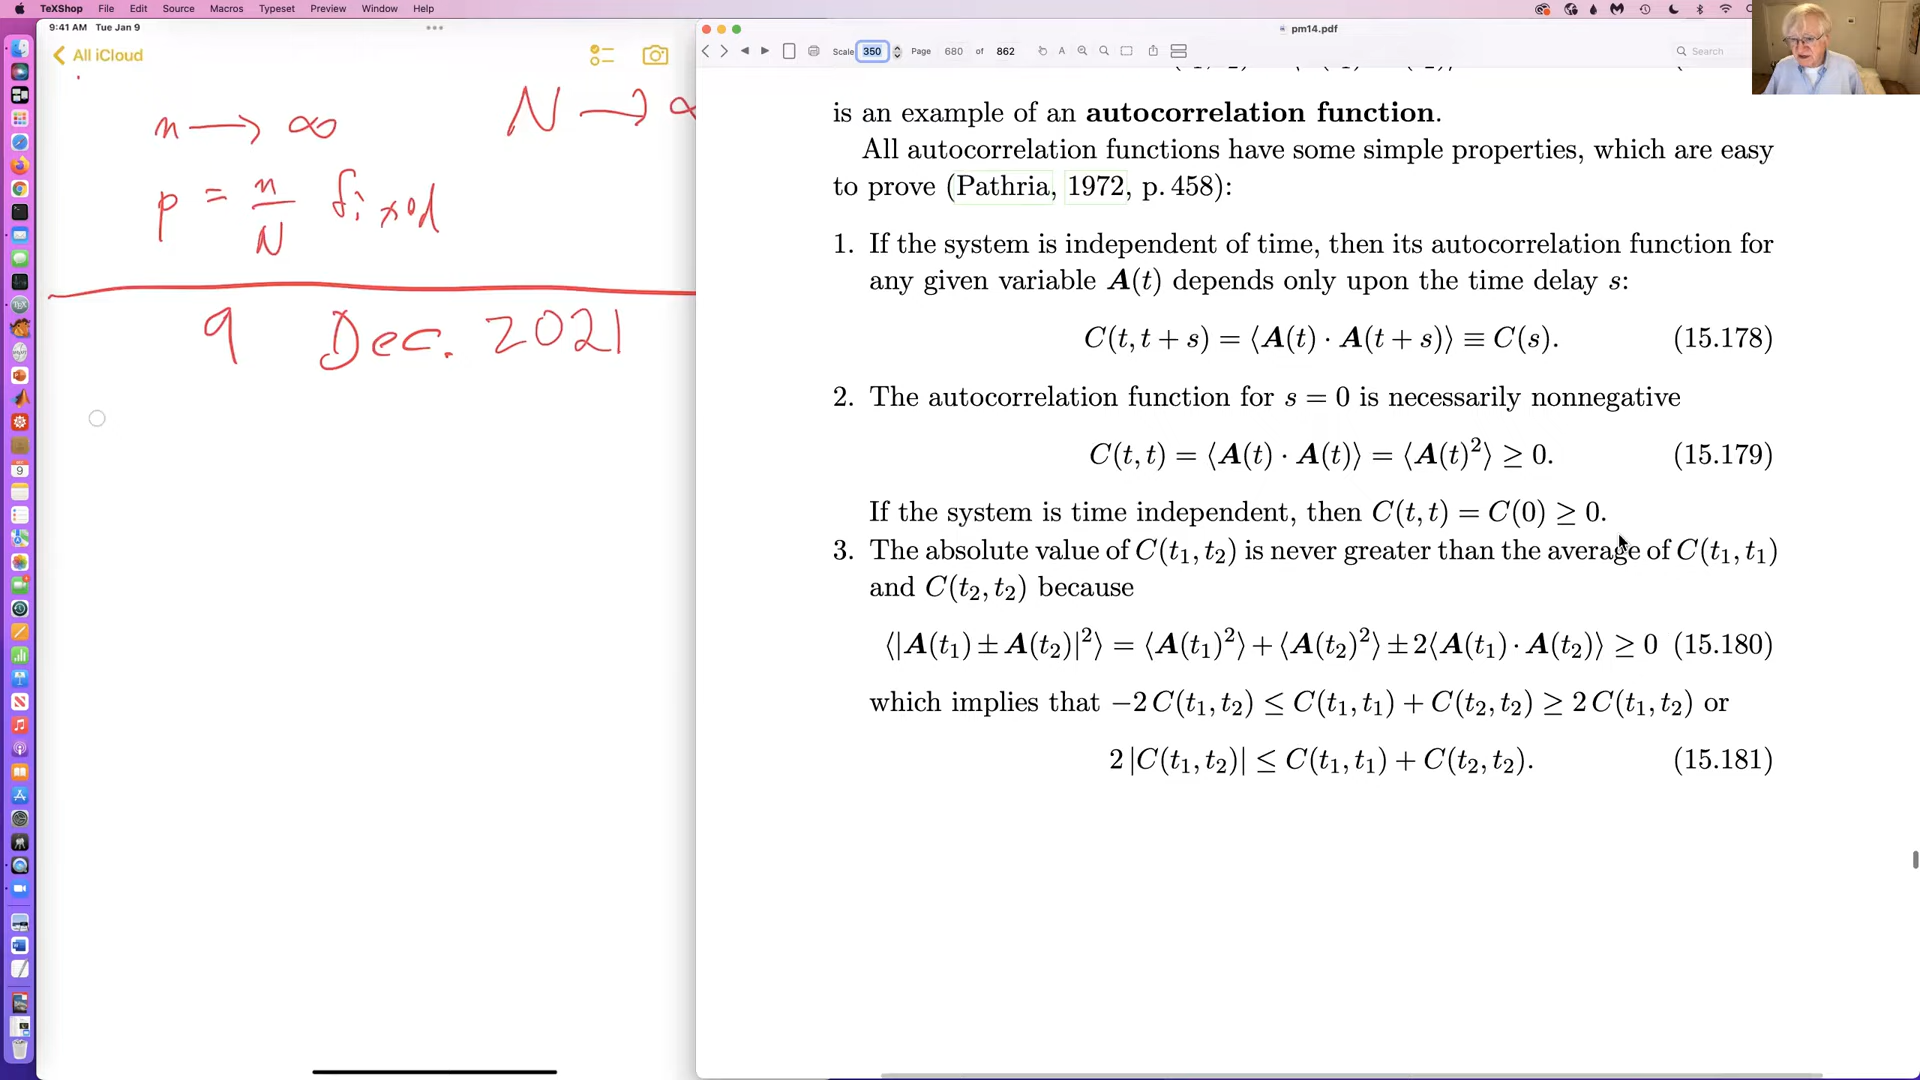 TeXShop File Edit Source Macros Typeset Preview Window Help
9:41 AM Tue Jan 9
All iCloud
n → ∞ N → ∞
p = n/N fixed
9 Dec. 2021
pm14.pdf
Scale 350 Page 680 of 862 Search
is an example of an autocorrelation function.
All autocorrelation functions have some simple properties, which are easy
to prove (Pathria, 1972, p. 458):
1. If the system is independent of time, then its autocorrelation function for
any given variable A(t) depends only upon the time delay s:
C(t, t + s) = ⟨A(t) · A(t + s)⟩ ≡ C(s). (15.178)
2. The autocorrelation function for s = 0 is necessarily nonnegative
C(t, t) = ⟨A(t) · A(t)⟩ = ⟨A(t)²⟩ ≥ 0. (15.179)
If the system is time independent, then C(t, t) = C(0) ≥ 0.
3. The absolute value of C(t₁, t₂) is never greater than the average of C(t₁, t₁)
and C(t₂, t₂) because
⟨|A(t₁) ± A(t₂)|²⟩ = ⟨A(t₁)²⟩ + ⟨A(t₂)²⟩ ± 2⟨A(t₁) · A(t₂)⟩ ≥ 0 (15.180)
which implies that −2 C(t₁, t₂) ≤ C(t₁, t₁) + C(t₂, t₂) ≥ 2 C(t₁, t₂) or
2 |C(t₁, t₂)| ≤ C(t₁, t₁) + C(t₂, t₂). (15.181)